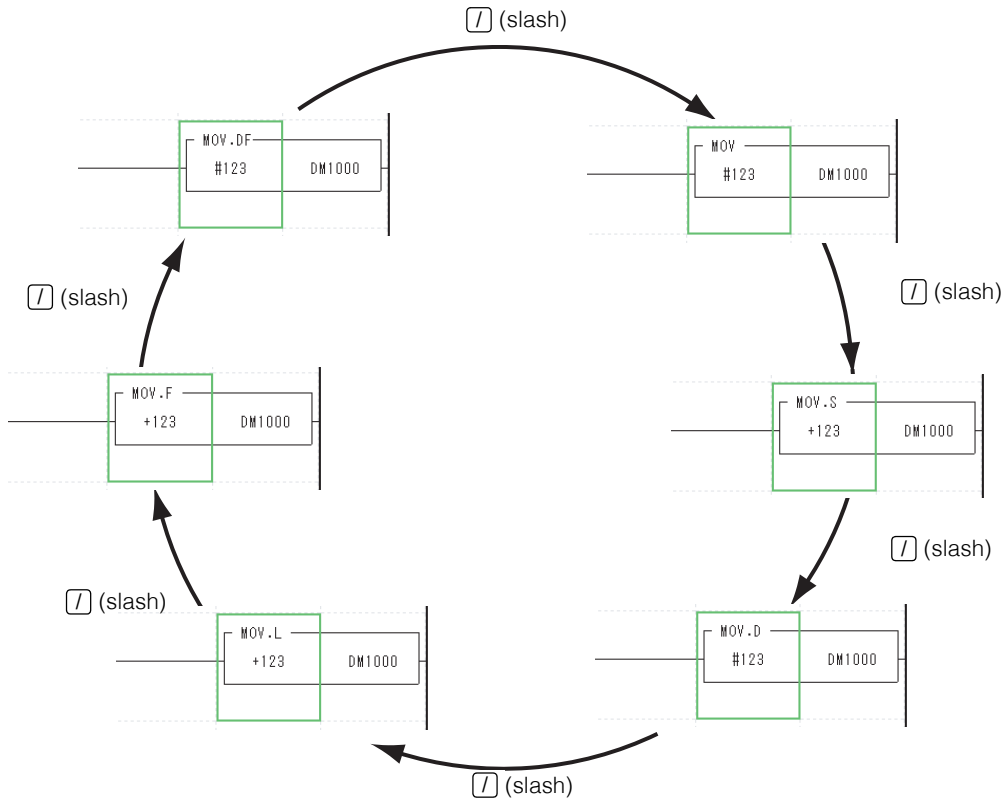 / (slash)
MOV.DF
#123 DM1000
MOV
#123 DM1000
/ (slash)
/ (slash)
MOV.F
+123 DM1000
MOV.S
+123 DM1000
/ (slash)
/ (slash)
MOV.L
+123 DM1000
MOV.D
#123 DM1000
/ (slash)